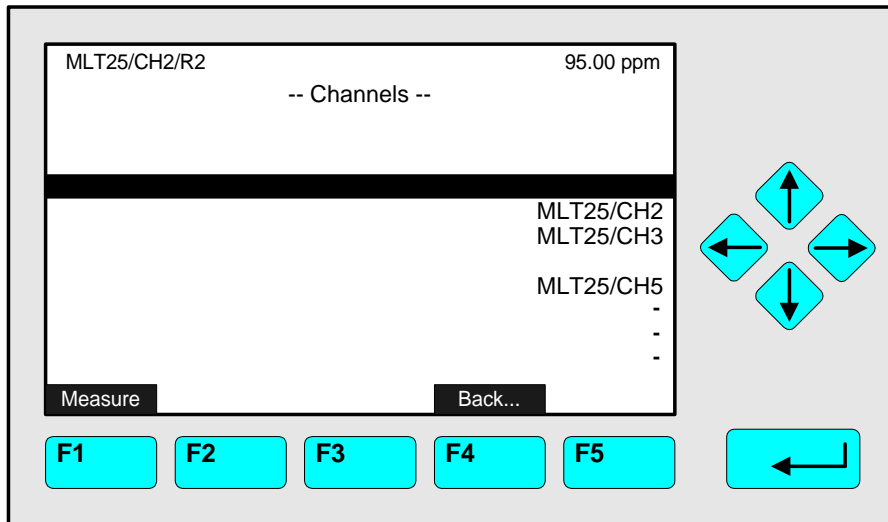 MLT25/CH2/R2 95.00 ppm
-- Channels --
MLT25/CH2
MLT25/CH3
MLT25/CH5
-
-
-
Measure Back...
F1 F2 F3 F4 F5